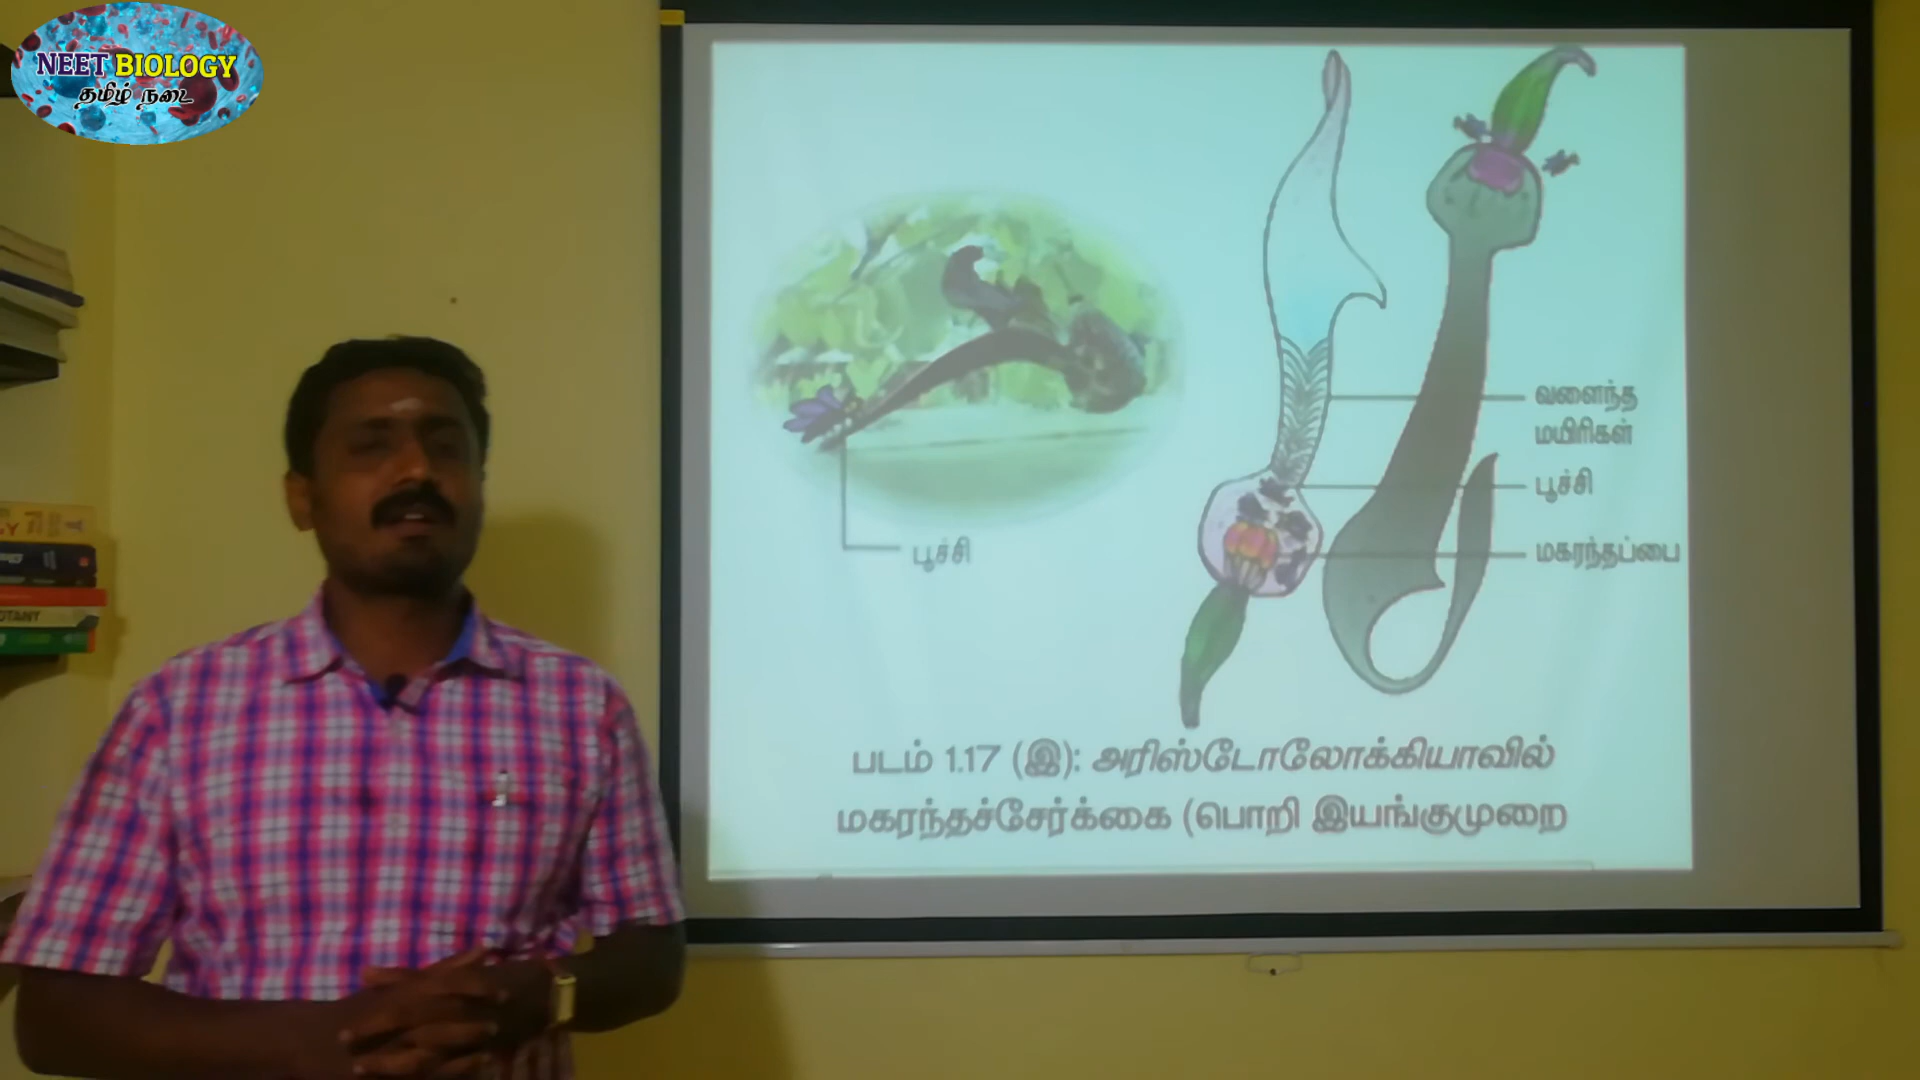 NEET BIOLOGY
தமிழ் நடை
வளைந்த
மயிரிகள்
பூச்சி
மகரந்தப்பை
பூச்சி
படம் 1.17 (இ): அரிஸ்டோலோக்கியாவில்
மகரந்தச்சேர்க்கை (பொறி இயங்குமுறை